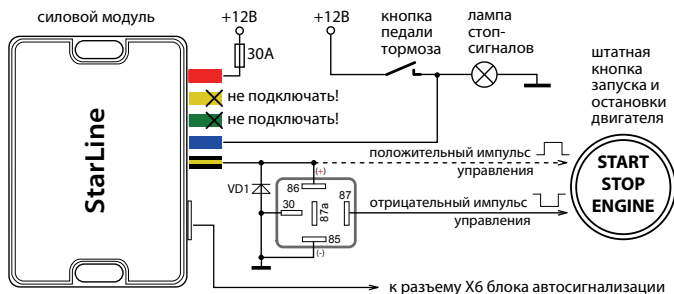 силовой модуль
StarLine
+12В
30А
+12В
кнопка
педали
тормоза
лампа
стоп-
сигналов
штатная
кнопка
запуска и
остановки
двигателя
не подключать!
не подключать!
положительный импульс
управления
START
STOP
ENGINE
(+)
VD1
86
87
30
87a
85
(-)
отрицательный импульс
управления
к разъему X6 блока автосигнализации